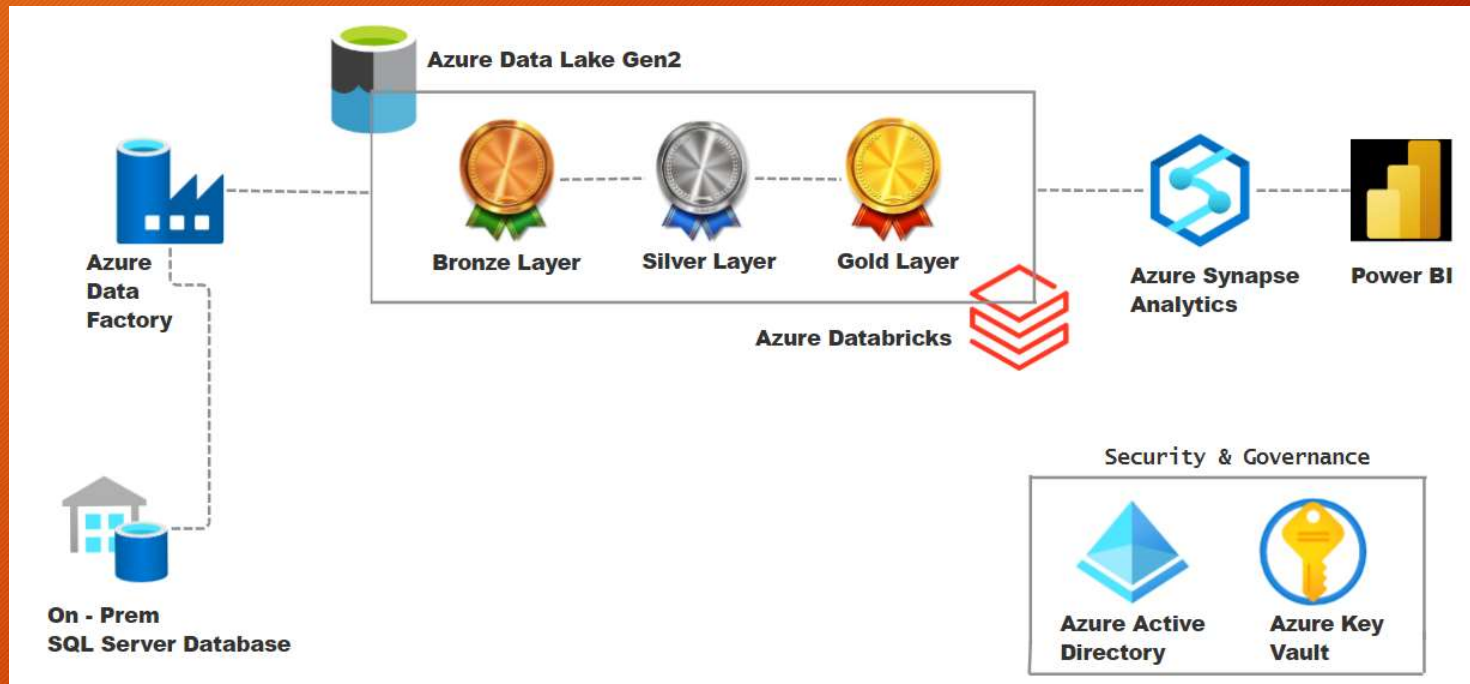 Azure Data Lake Gen2
Bronze Layer
Silver Layer
Gold Layer
Azure
Data
Factory
Azure Synapse
Analytics
Power BI
Azure Databricks
On - Prem
SQL Server Database
Security & Governance
Azure Active
Directory
Azure Key
Vault